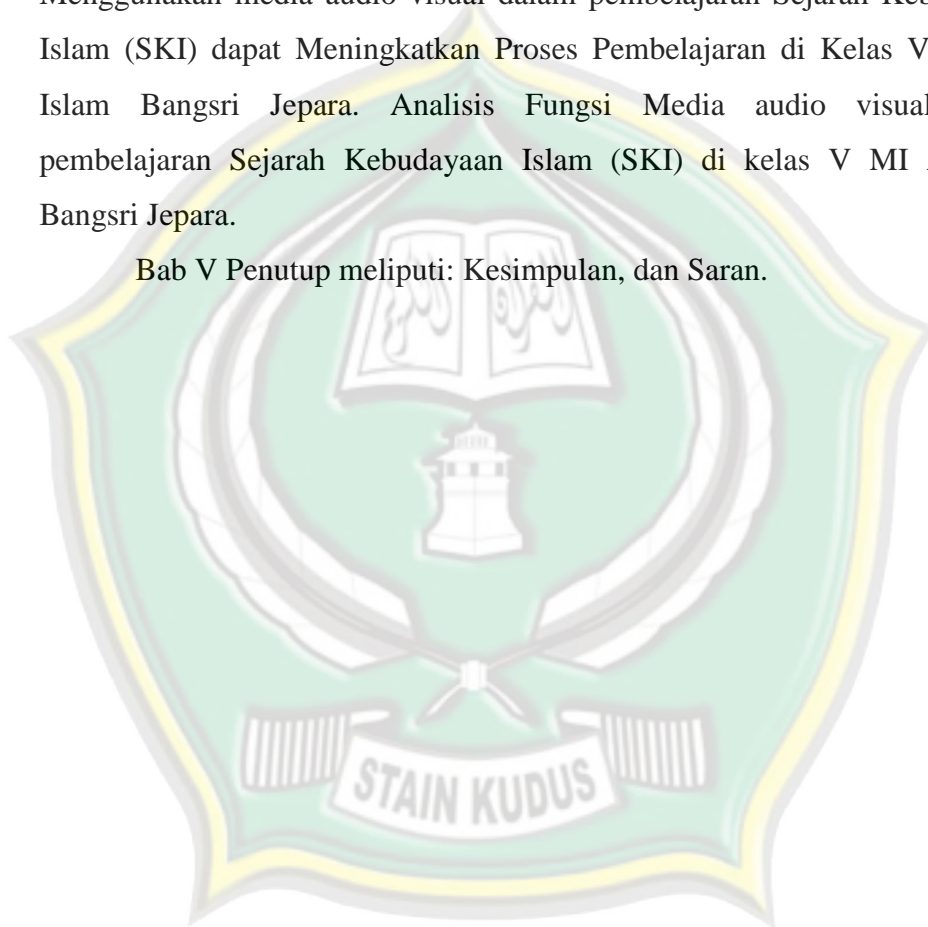 Menggunakan media audio visual dalam pembelajaran Sejarah
Islam (SKI) dapat Meningkatkan Proses Pembelajaran di Kelas V
Islam Bangsri Jepara. Analisis Fungsi Media audio visual
pembelajaran Sejarah Kebudayaan Islam (SKI) di kelas V MI
Bangsri Jepara.
Bab V Penutup meliputi: Kesimpulan, dan Saran.
STAIN KUDUS